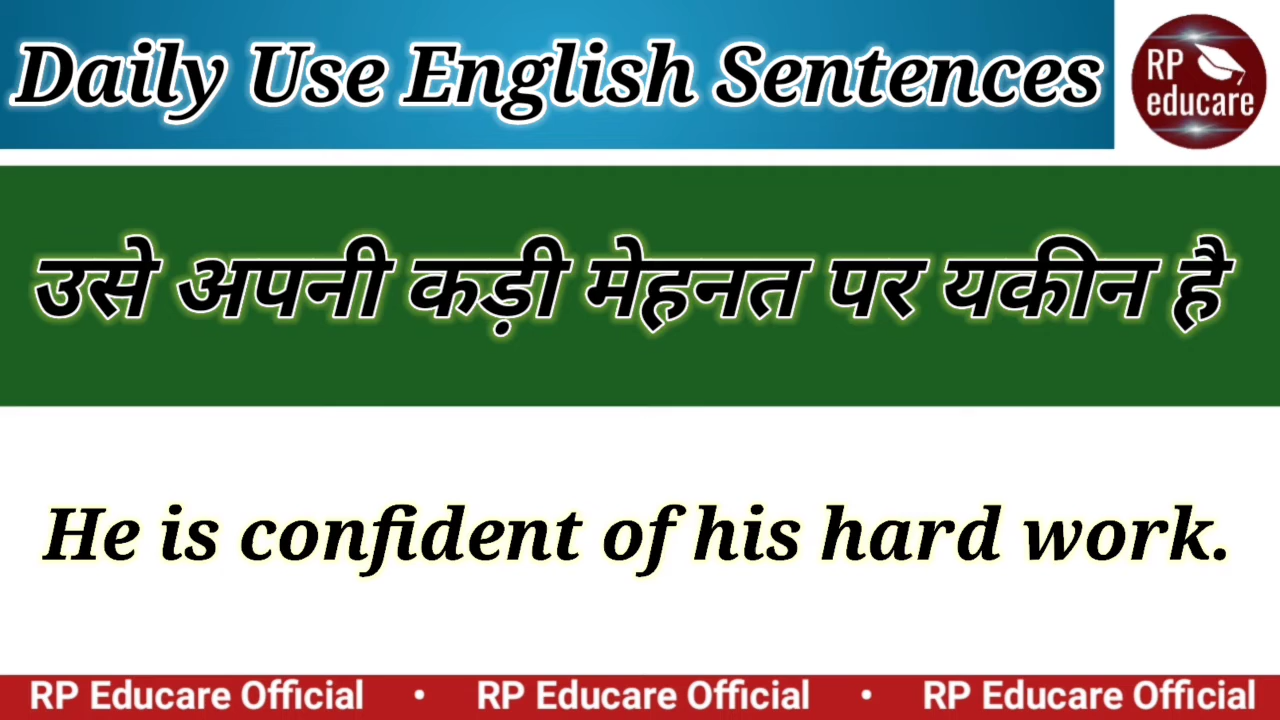 Daily Use English Sentences
RP
educare
उसे अपनी कड़ी मेहनत पर यकीन है
He is confident of his hard work.
RP Educare Official • RP Educare Official • RP Educare Official